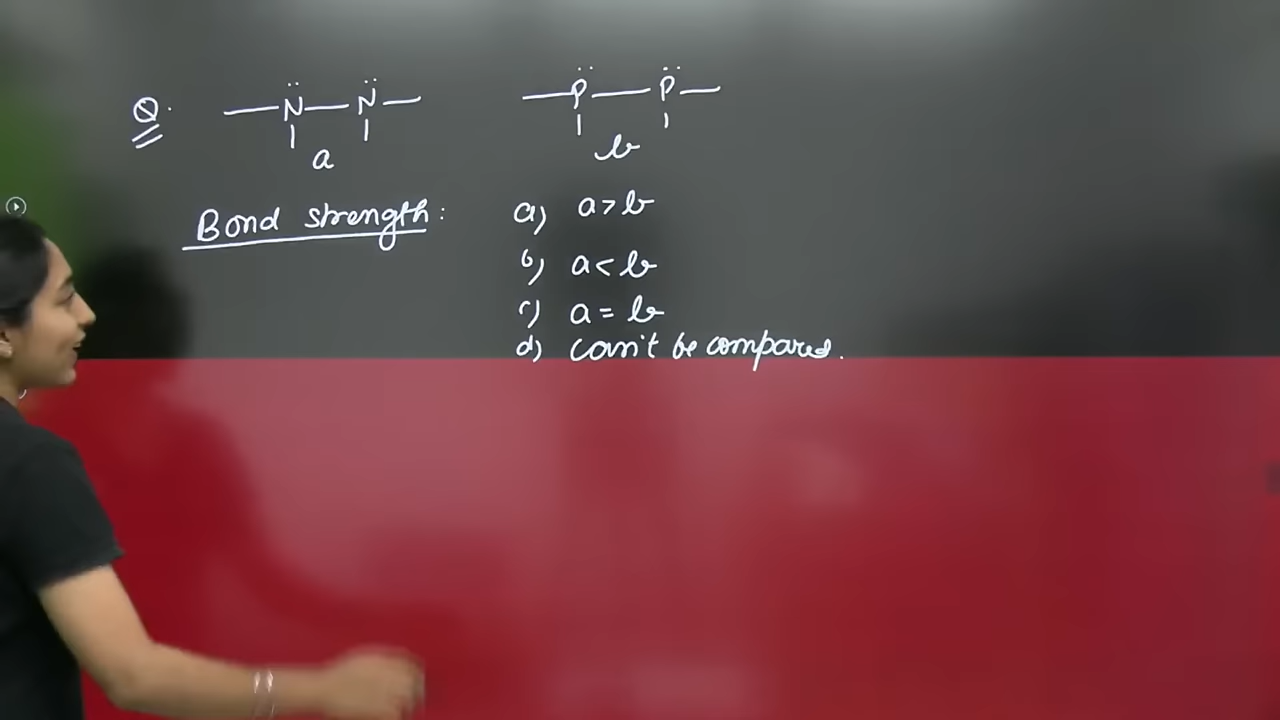 Q. — N̈ — N̈ — — P̈ — P̈ —
a b
Bond strength: a) a > b
b) a < b
c) a = b
d) can't be compared.